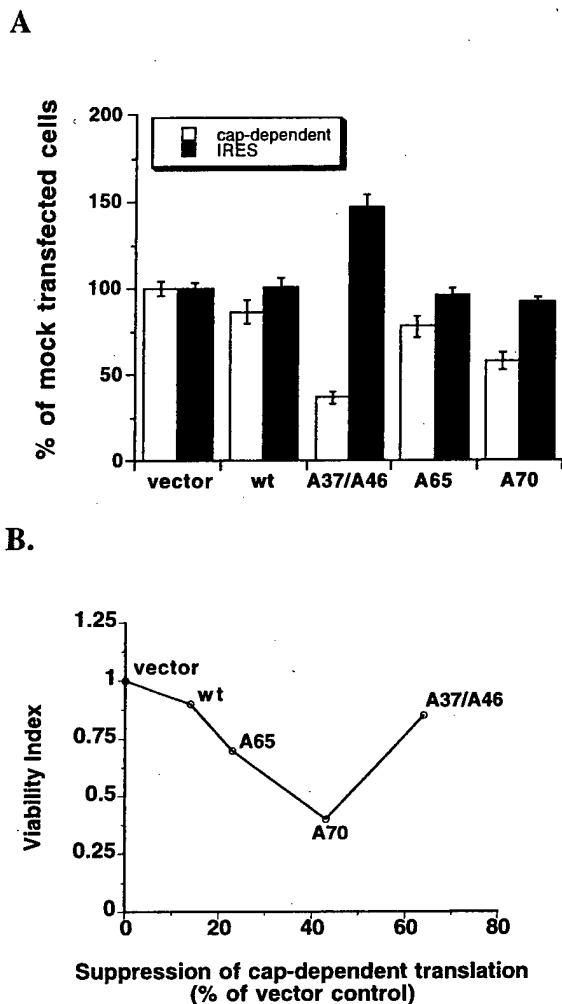 A
% of mock transfected cells
200
150
100
50
0
cap-dependent
IRES
vector wt A37/A46 A65 A70
B.
Viability Index
1.25
1
0.75
0.5
0.25
0
vector
wt
A65
A70
A37/A46
0 20 40 60 80
Suppression of cap-dependent translation
(% of vector control)